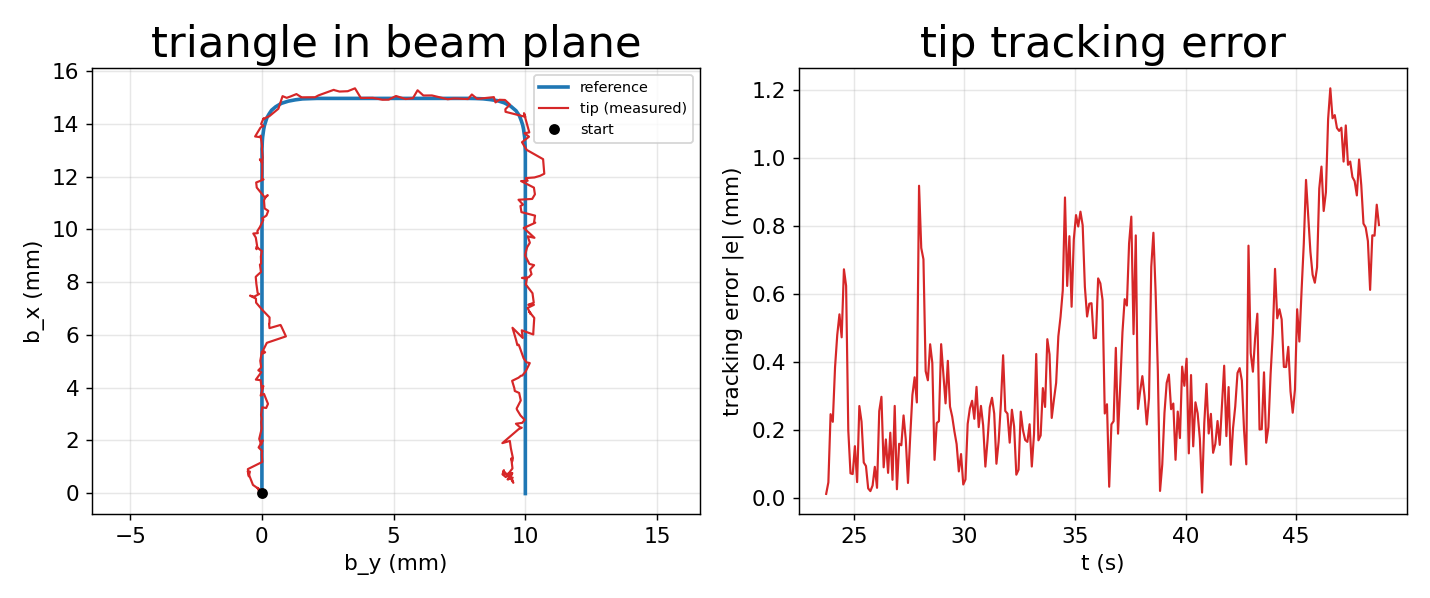 triangle in beam plane
16
14
12
10
8
6
4
2
0
b_x (mm)
reference
tip (measured)
start
−5
0
5
10
15
b_y (mm)
tip tracking error
1.2
1.0
0.8
0.6
0.4
0.2
0.0
tracking error |e| (mm)
25
30
35
40
45
t (s)